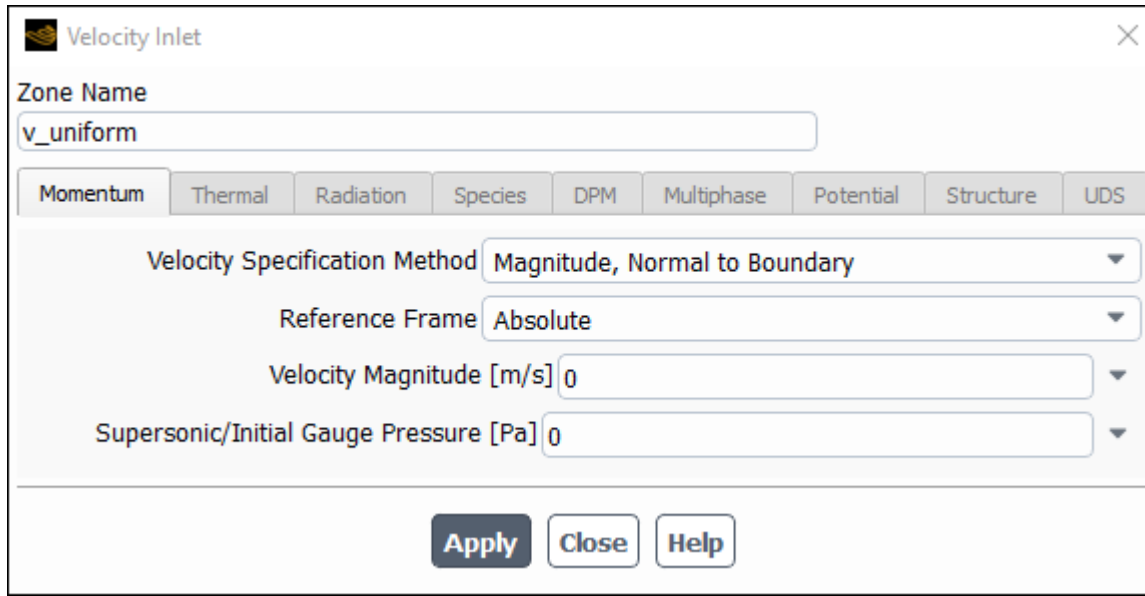 Velocity Inlet
Zone Name
v_uniform
Momentum Thermal Radiation Species DPM Multiphase Potential Structure UDS
Velocity Specification Method Magnitude, Normal to Boundary
Reference Frame Absolute
Velocity Magnitude [m/s] 0
Supersonic/Initial Gauge Pressure [Pa] 0
Apply Close Help